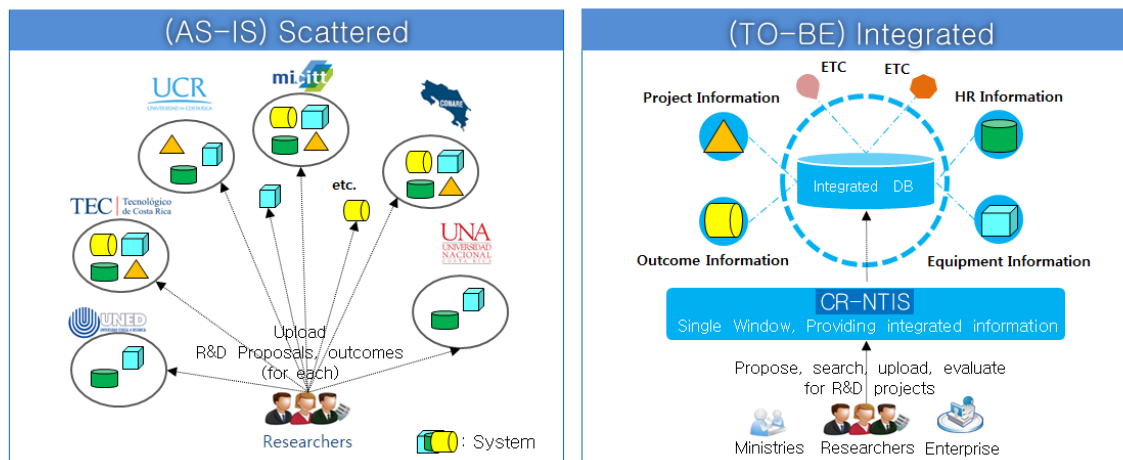 (AS-IS) Scattered
UCR
UNIVERSIDAD DE COSTA RICA
mi.citt
CONARE
etc.
TEC | Tecnológico
de Costa Rica
UNA
UNIVERSIDAD
NACIONAL
COSTA RICA
UNED
Upload
R&D Proposals, outcomes
(for each)
Researchers
: System
(TO-BE) Integrated
ETC
ETC
Project Information
HR Information
Integrated DB
Outcome Information
Equipment Information
CR-NTIS
Single Window, Providing integrated information
Propose, search, upload, evaluate
for R&D projects
Ministries
Researchers
Enterprise